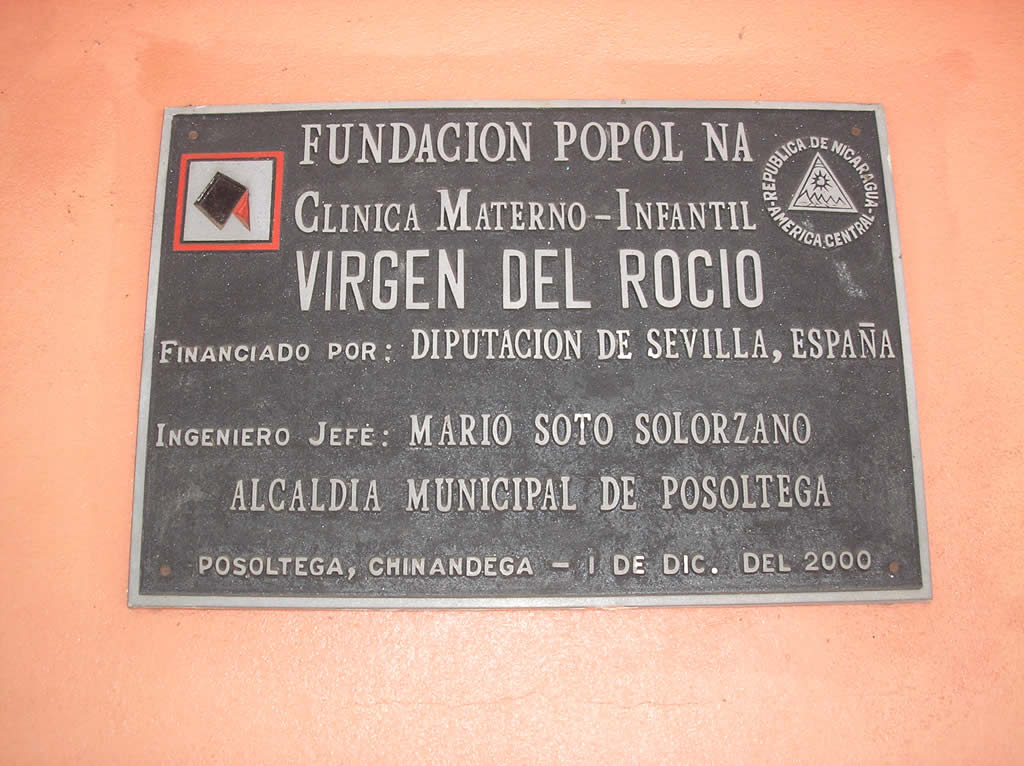 FUNDACION POPOL NA
REPUBLICA DE NICARAGUA
-AMERICA CENTRAL-
CLINICA MATERNO-INFANTIL
VIRGEN DEL ROCIO
FINANCIADO POR: DIPUTACION DE SEVILLA, ESPAÑA
INGENIERO JEFE: MARIO SOTO SOLORZANO
ALCALDIA MUNICIPAL DE POSOLTEGA
POSOLTEGA, CHINANDEGA - 1 DE DIC. DEL 2000